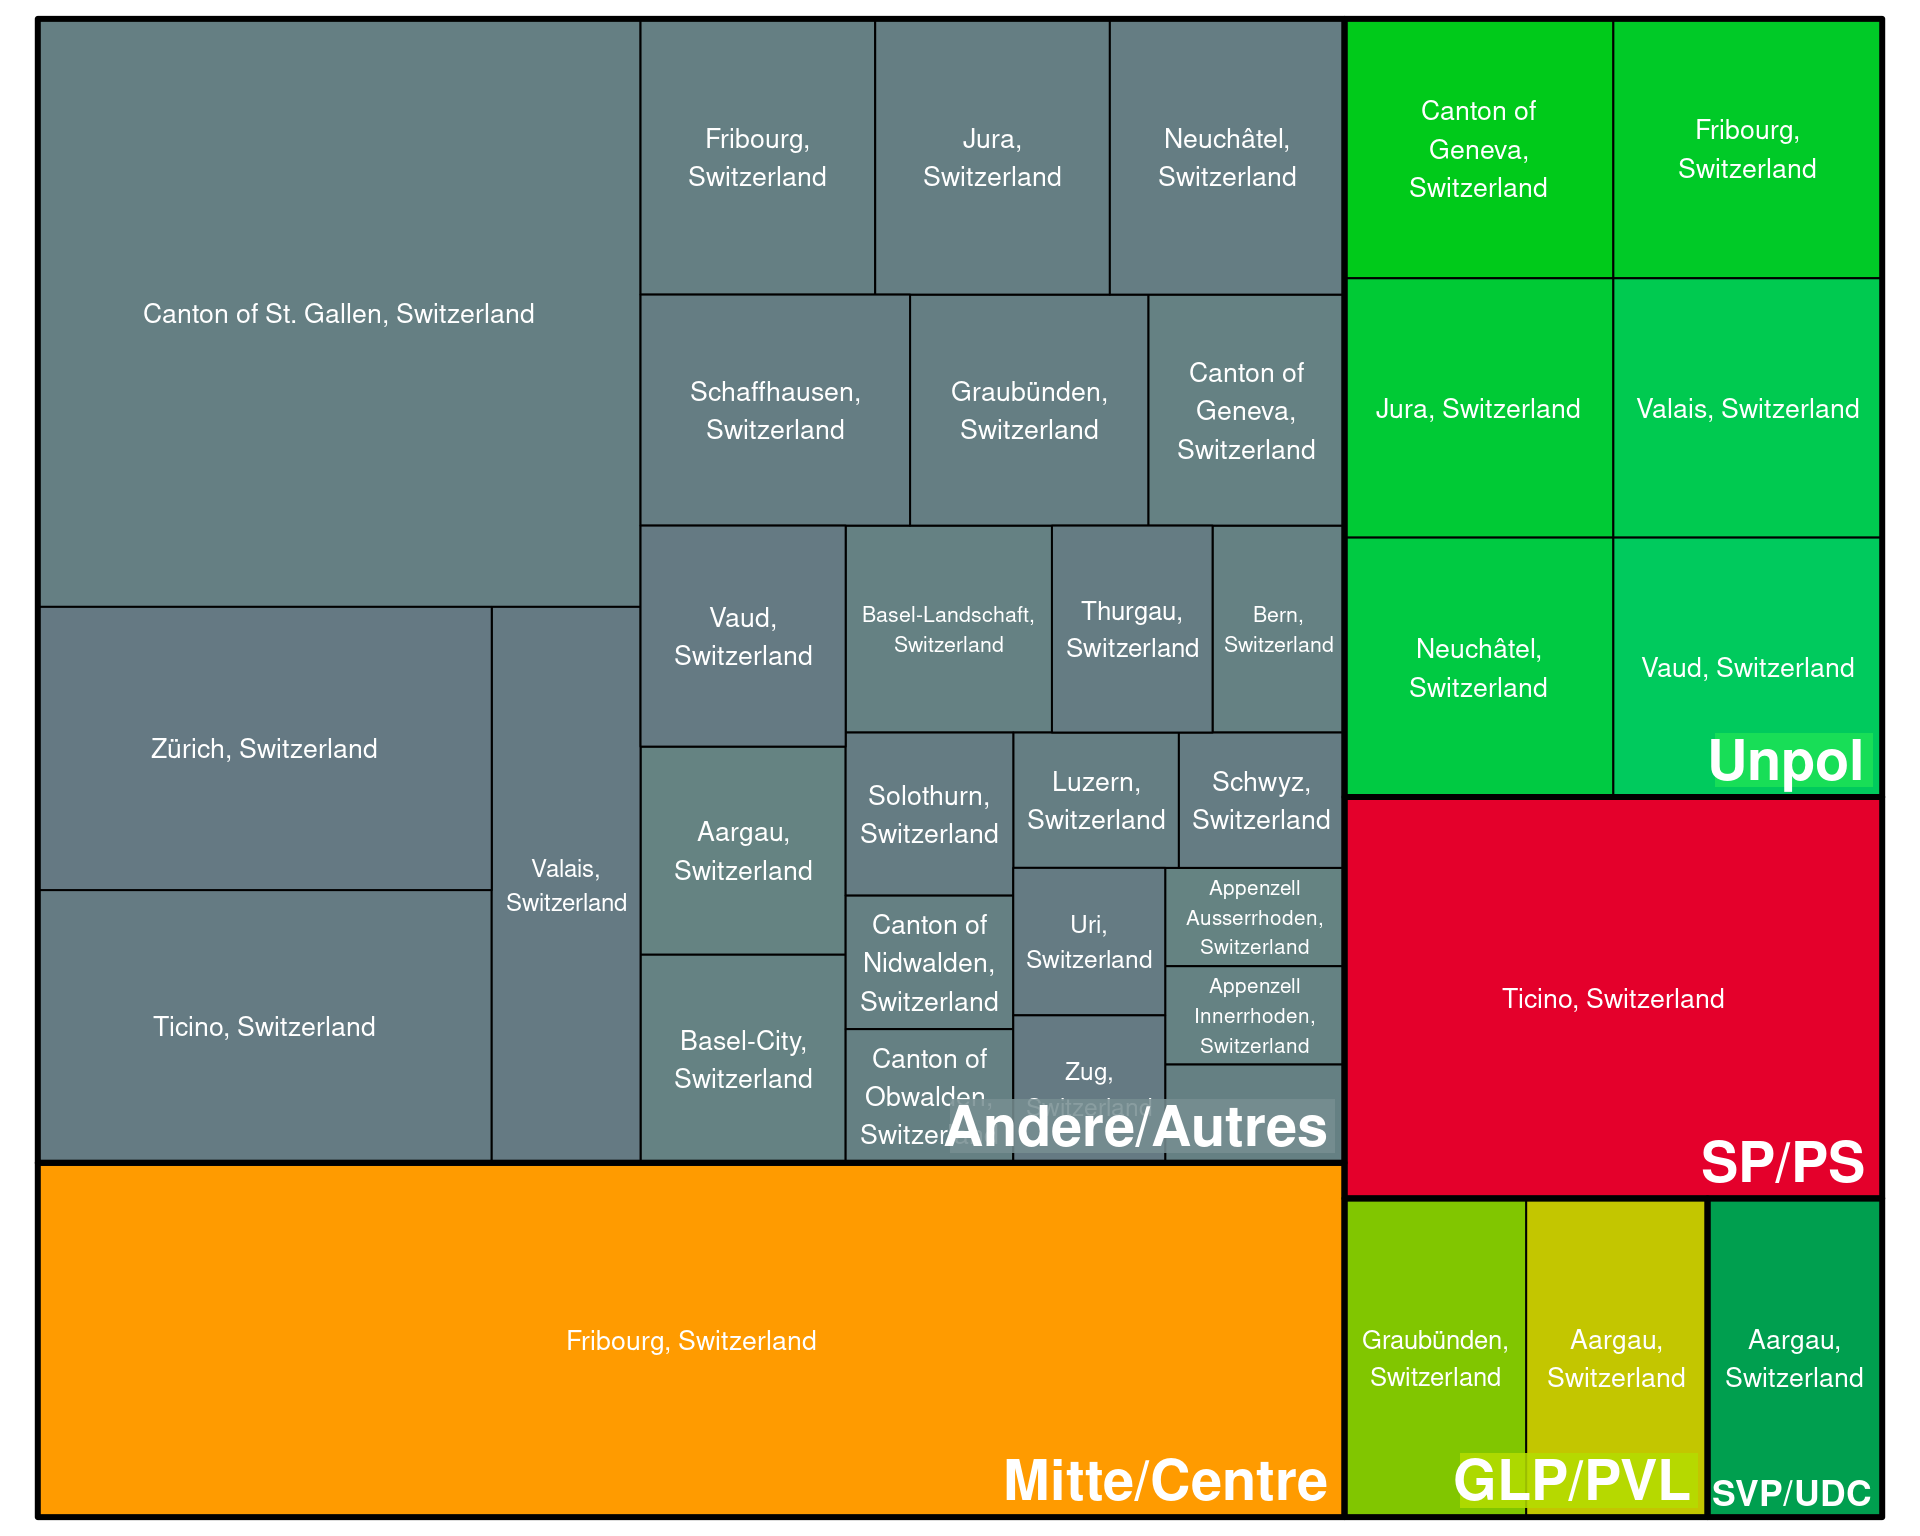 Canton of St. Gallen, Switzerland
Fribourg,
Switzerland
Jura,
Switzerland
Neuchâtel,
Switzerland
Schaffhausen,
Switzerland
Graubünden,
Switzerland
Canton of
Geneva,
Switzerland
Zürich, Switzerland
Ticino, Switzerland
Valais,
Switzerland
Vaud,
Switzerland
Basel-Landschaft,
Switzerland
Thurgau,
Switzerland
Bern,
Switzerland
Aargau,
Switzerland
Basel-City,
Switzerland
Solothurn,
Switzerland
Luzern,
Switzerland
Schwyz,
Switzerland
Canton of
Nidwalden,
Switzerland
Canton of
Obwalden,
Switzerland
Uri,
Switzerland
Zug,
Switzerland
Appenzell
Ausserrhoden,
Switzerland
Appenzell
Innerrhoden,
Switzerland
Andere/Autres
Fribourg, Switzerland
Mitte/Centre
Canton of
Geneva,
Switzerland
Fribourg,
Switzerland
Jura, Switzerland
Valais, Switzerland
Neuchâtel,
Switzerland
Vaud, Switzerland
Unpol
Ticino, Switzerland
SP/PS
Graubünden,
Switzerland
Aargau,
Switzerland
GLP/PVL
Aargau,
Switzerland
SVP/UDC